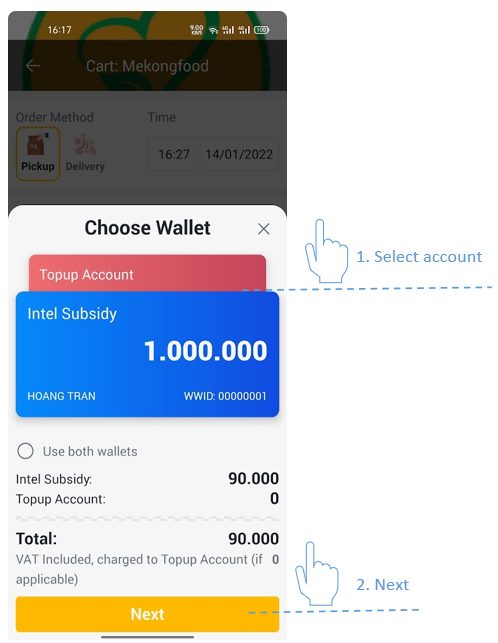 16:17
9.00 KB/S 4G 4G 100
Cart: Mekongfood
Order Method
Time
Pickup
Delivery
16:27
14/01/2022
Choose Wallet
Topup Account
1. Select account
Intel Subsidy
1.000.000
HOANG TRAN
WWID: 00000001
Use both wallets
Intel Subsidy:
90.000
Topup Account:
0
Total:
90.000
VAT Included, charged to Topup Account (if
0
applicable)
2. Next
Next